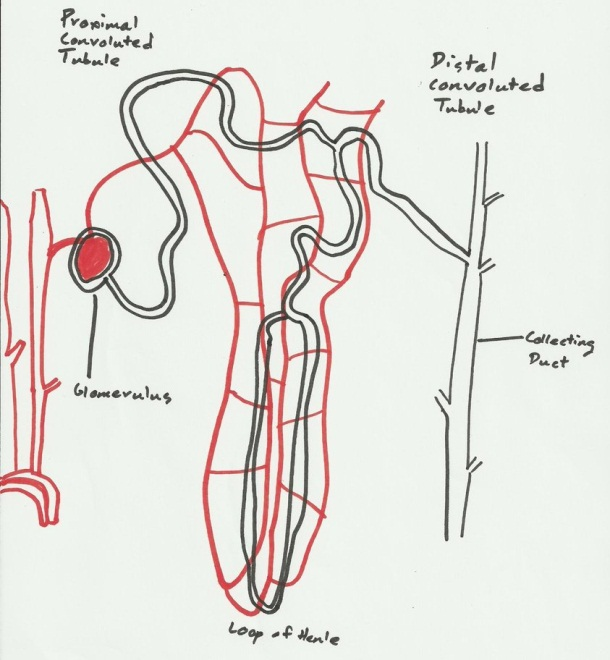 Proximal
Convoluted
Tubule
Distal
convoluted
Tubule
Collecting
Duct
Glomerulus
Loop of Henle